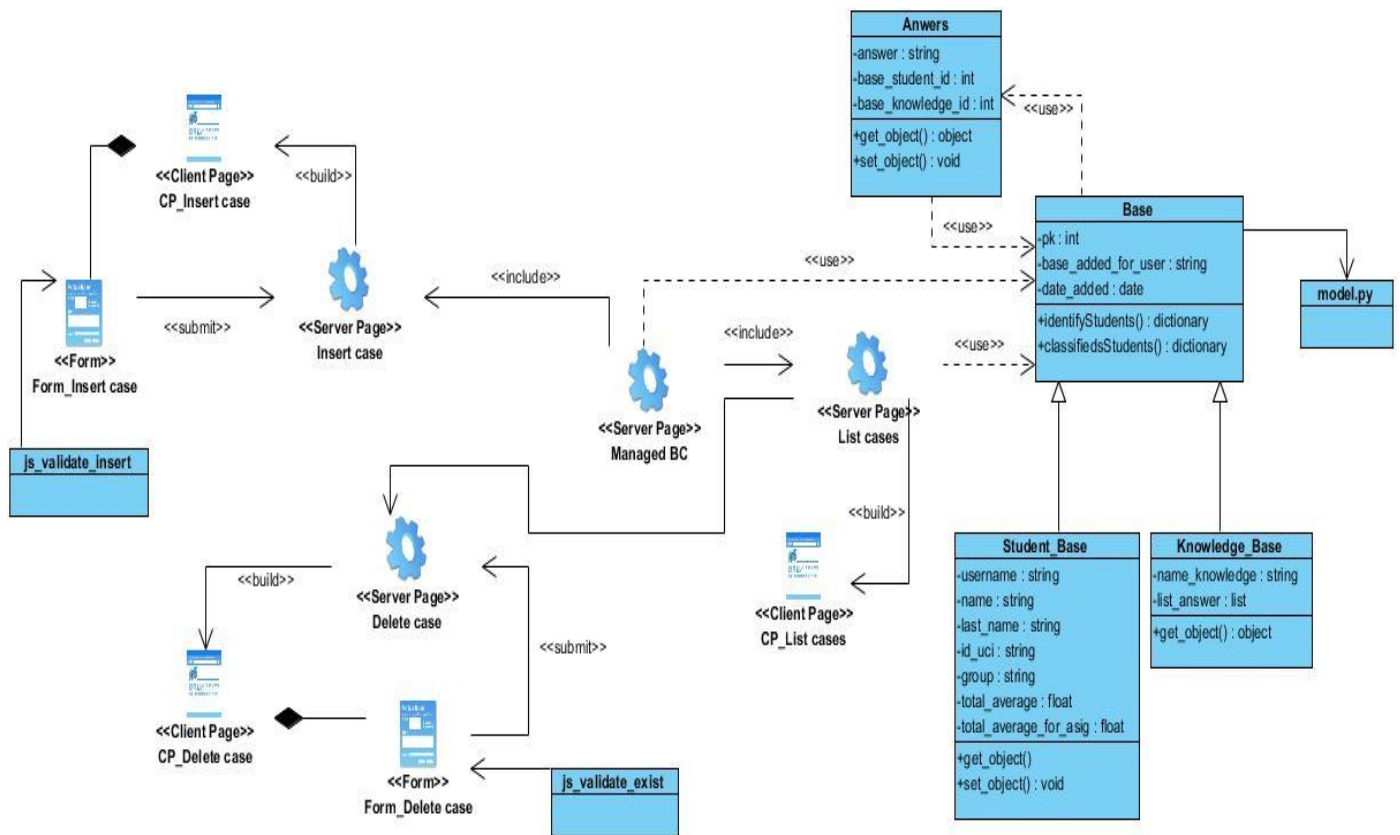 Anwers
-answer : string
-base_student_id : int
-base_knowledge_id : int
+get_object() : object
+set_object() : void
<<use>>
<<Client Page>>
CP_Insert case
<<build>>
<<use>>
Base
-pk : int
-base_added_for_user : string
-date_added : date
+identifyStudents() : dictionary
+classifiedsStudents() : dictionary
model.py
<<use>>
<<include>>
<<submit>>
<<Server Page>>
Insert case
<<include>>
<<use>>
<<Form>>
Form_Insert case
<<Server Page>>
Managed BC
<<Server Page>>
List cases
js_validate_insert
<<build>>
Student_Base
-username : string
-name : string
-last_name : string
-id_uci : string
-group : string
-total_average : float
-total_average_for_asig : float
+get_object()
+set_object() : void
Knowledge_Base
-name_knowledge : string
-list_answer : list
+get_object() : object
<<build>>
<<Server Page>>
Delete case
<<Client Page>>
CP_List cases
<<submit>>
<<Client Page>>
CP_Delete case
<<Form>>
Form_Delete case
js_validate_exist